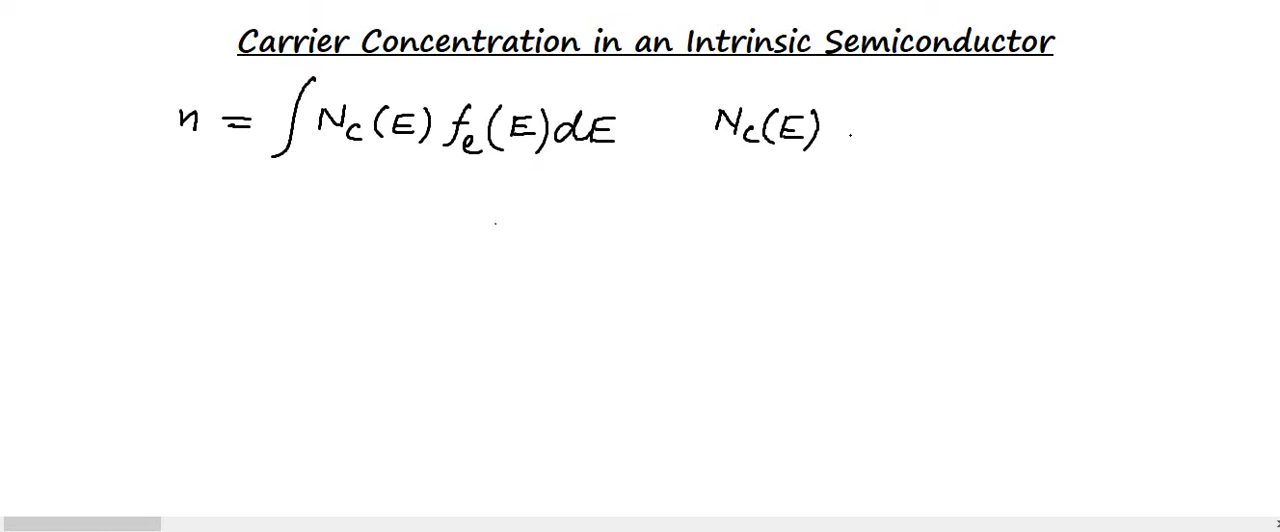 Carrier Concentration in an Intrinsic Semiconductor
n = ∫ N_c(E) f_e(E) dE N_c(E)